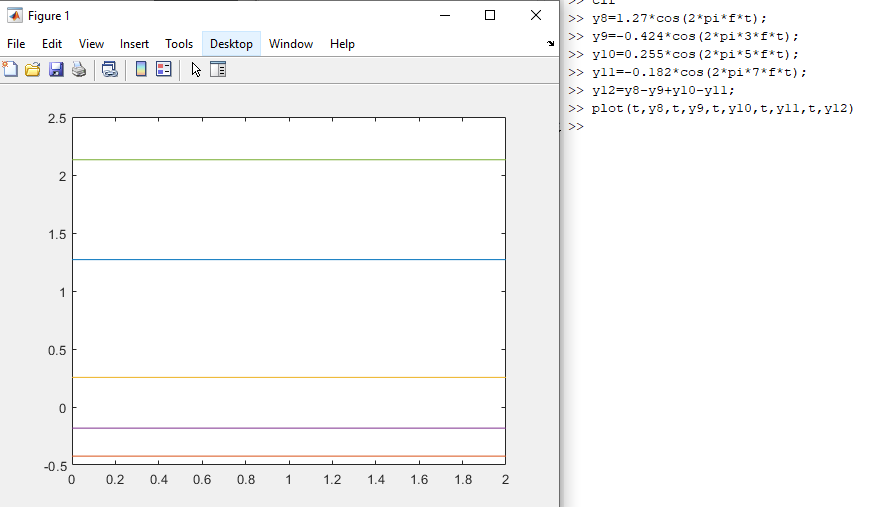 Figure 1
File Edit View Insert Tools Desktop Window Help
2.5
2
1.5
1
0.5
0
-0.5
0 0.2 0.4 0.6 0.8 1 1.2 1.4 1.6 1.8 2
>> clf
>> y8=1.27*cos(2*pi*f*t);
>> y9=-0.424*cos(2*pi*3*f*t);
>> y10=0.255*cos(2*pi*5*f*t);
>> y11=-0.182*cos(2*pi*7*f*t);
>> y12=y8-y9+y10-y11;
>> plot(t,y8,t,y9,t,y10,t,y11,t,y12)
>>